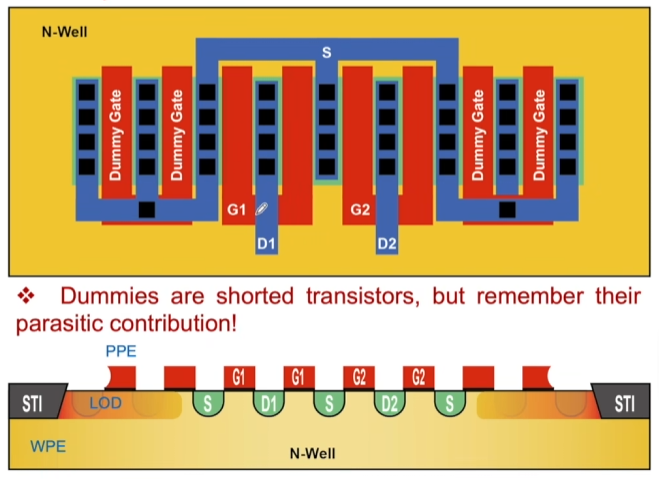 N-Well
S
Dummy Gate
Dummy Gate
Dummy Gate
Dummy Gate
G1
G2
D1
D2
❖ Dummies are shorted transistors, but remember their
parasitic contribution!
PPE
G1 G1 G2 G2
STI LOD S D1 S D2 S STI
WPE
N-Well